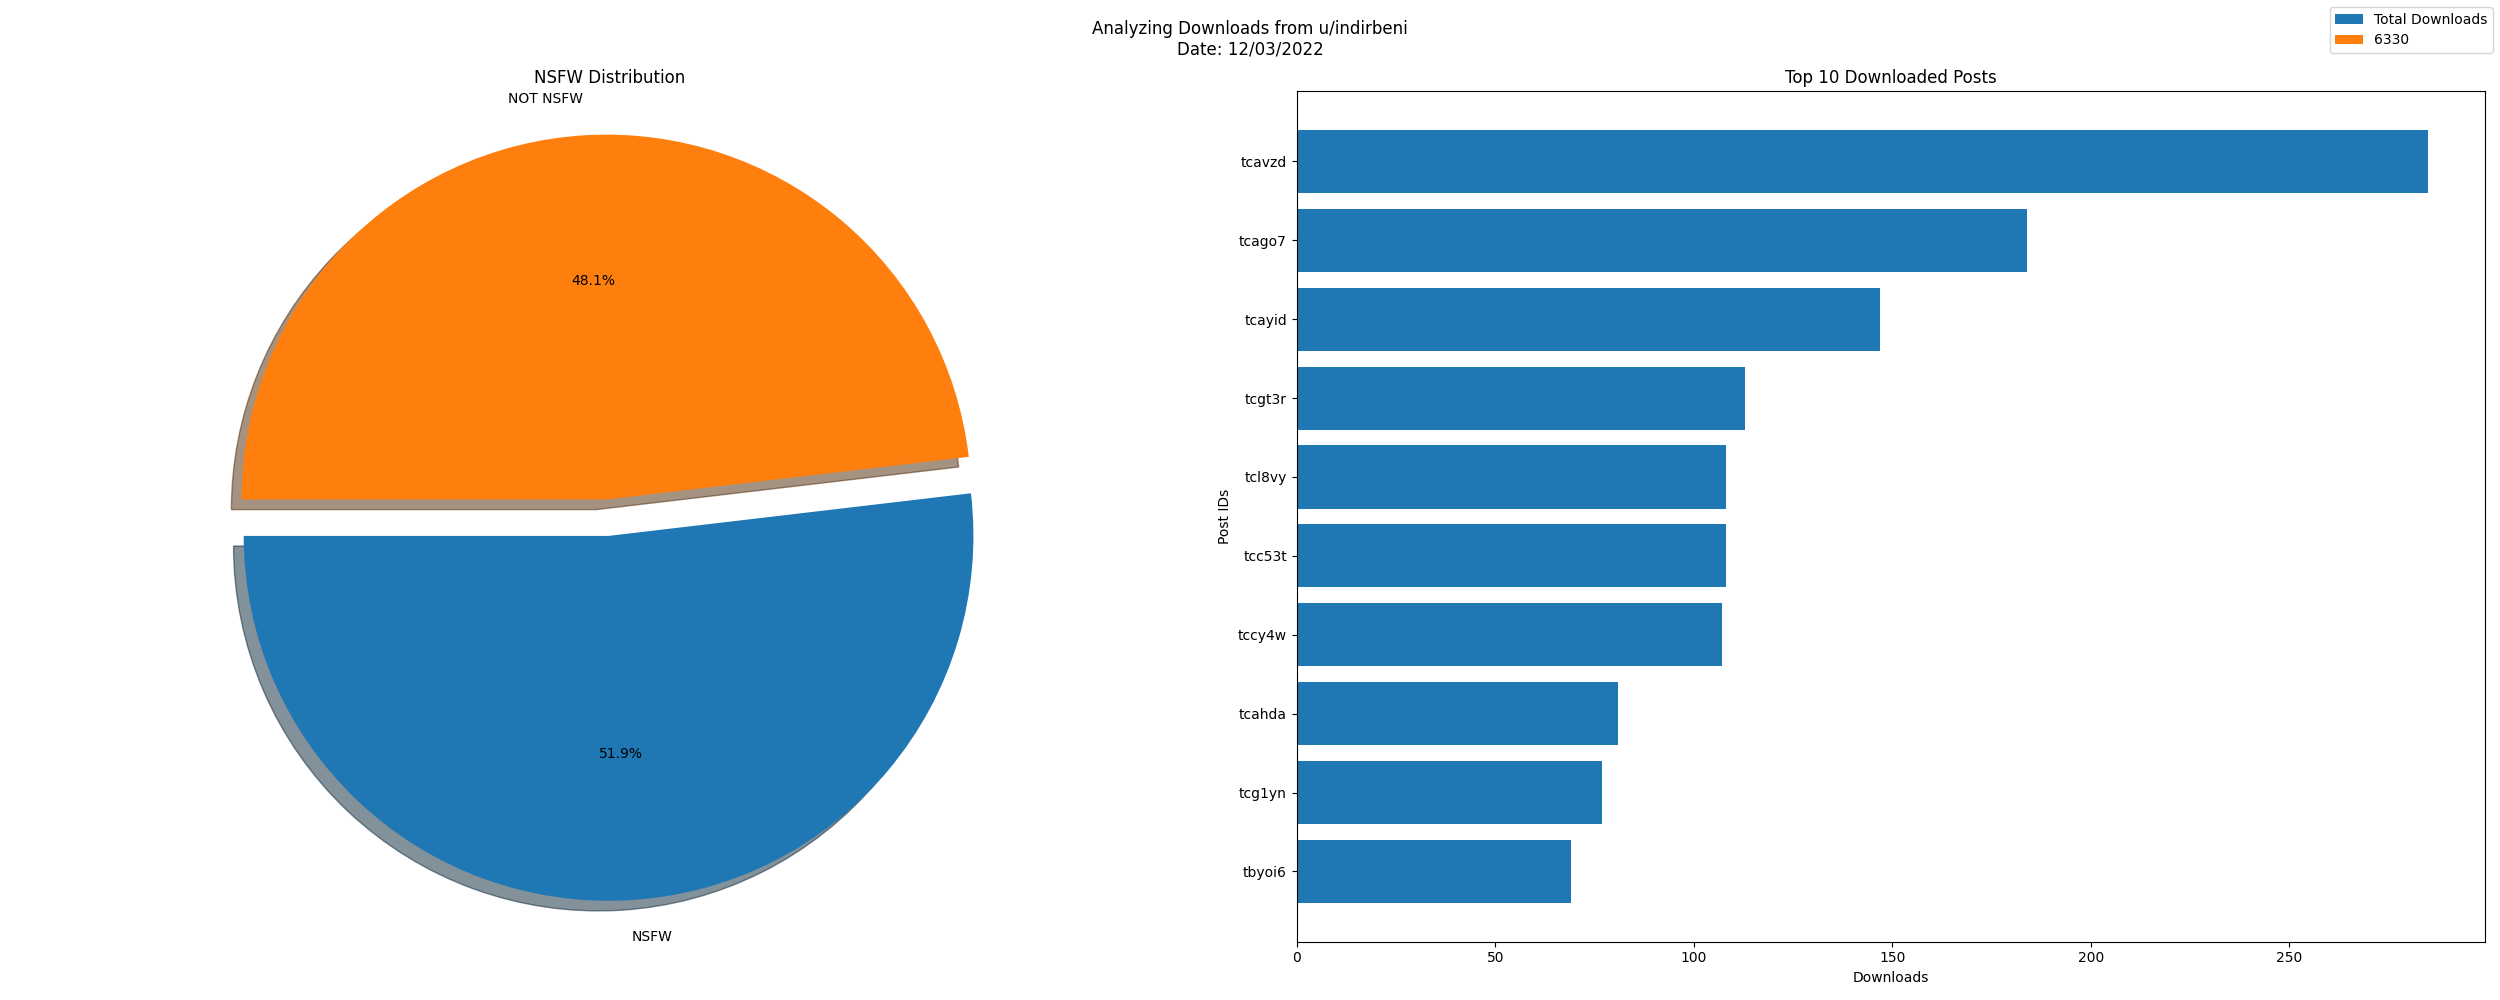 Analyzing Downloads from u/indirbeni
Date: 12/03/2022
Total Downloads
6330
NSFW Distribution
NOT NSFW
48.1%
51.9%
NSFW
Top 10 Downloaded Posts
Post IDs
tcavzd
tcago7
tcayid
tcgt3r
tcl8vy
tcc53t
tccy4w
tcahda
tcg1yn
tbyoi6
0 50 100 150 200 250
Downloads